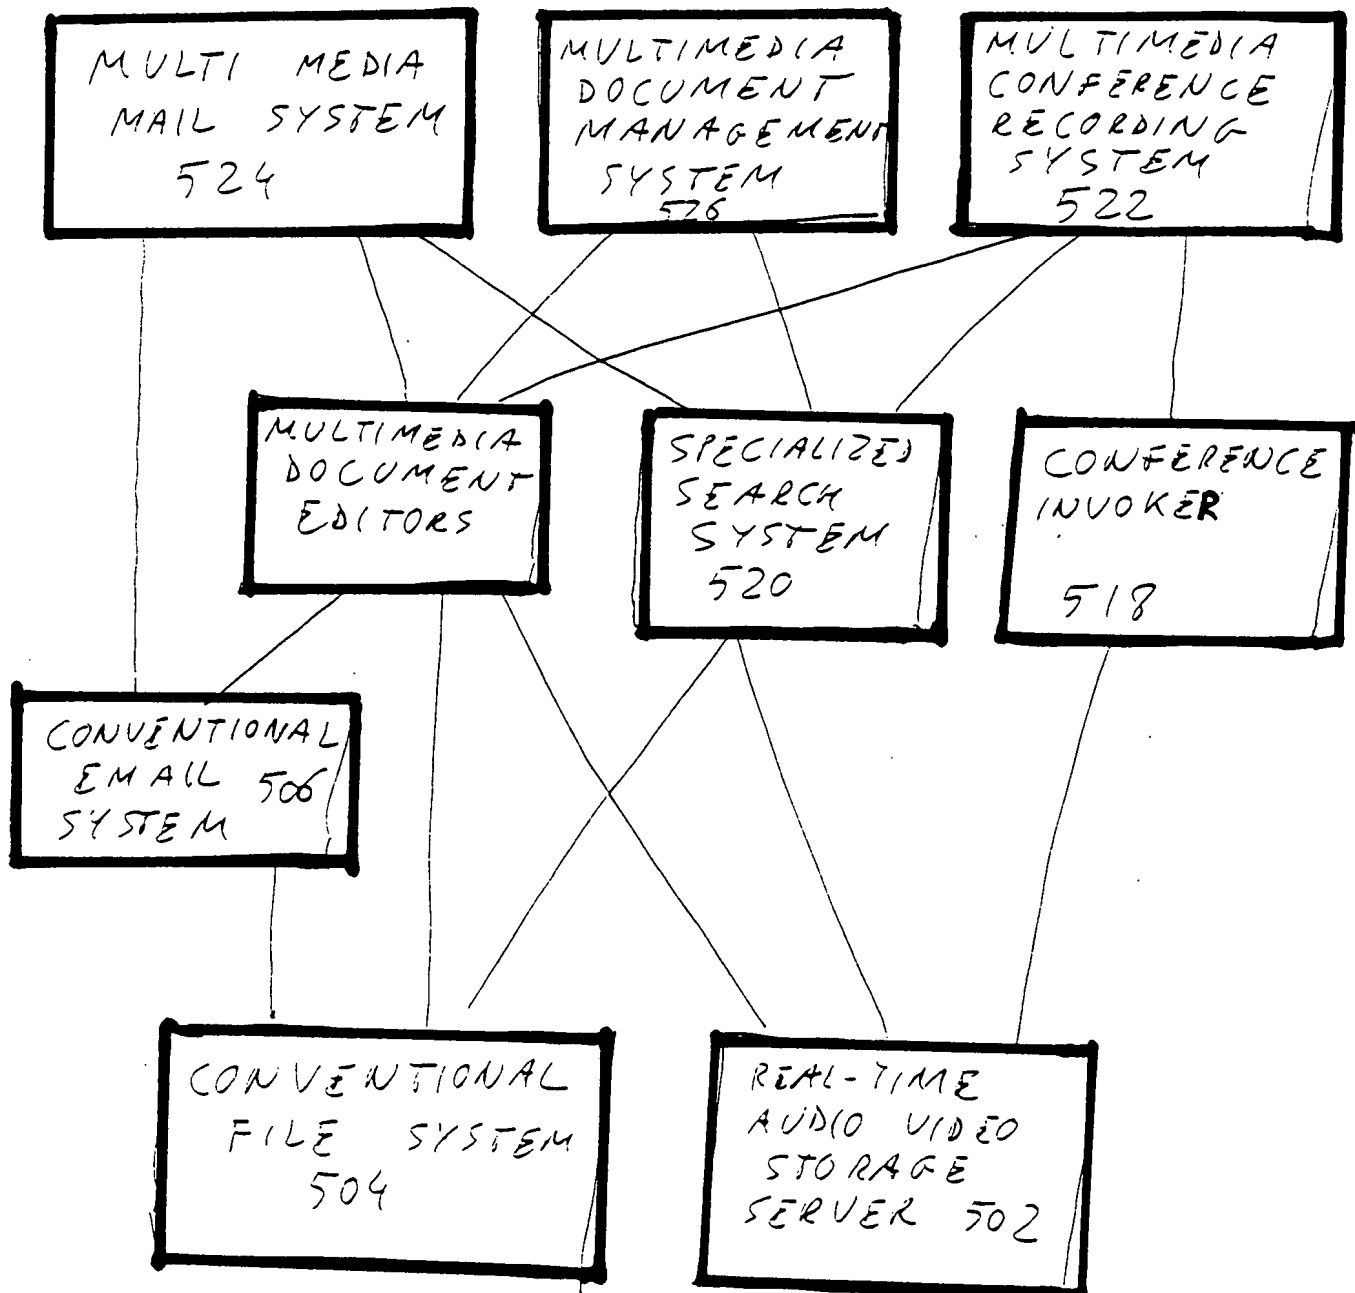 MULTI MEDIA
MAIL SYSTEM
524
MULTIMEDIA
DOCUMENT
MANAGEMENT
SYSTEM
526
MULTIMEDIA
CONFERENCE
RECORDING
SYSTEM
522
MULTIMEDIA
DOCUMENT
EDITORS
SPECIALIZED
SEARCH
SYSTEM
520
CONFERENCE
INVOKER
518
CONVENTIONAL
EMAIL 506
SYSTEM
CONVENTIONAL
FILE SYSTEM
504
REAL-TIME
AUDIO VIDEO
STORAGE
SERVER 502